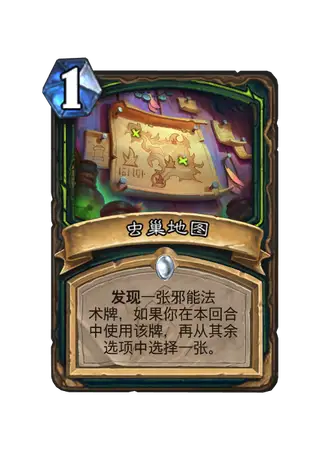 1
虫巢地图
发现一张邪能法
术牌，如果你在本回合
中使用该牌，再从其余
选项中选择一张。